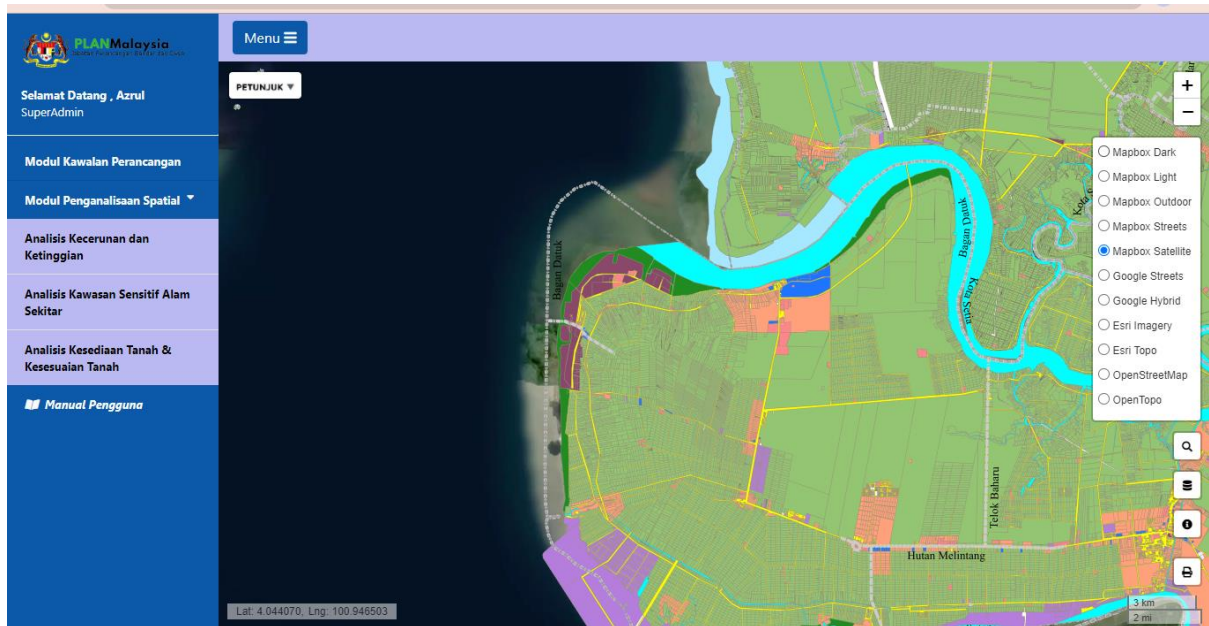 PLANMalaysia
Menu
Selamat Datang , Azrul
SuperAdmin
Modul Kawalan Perancangan
Modul Penganalisaan Spatial
Analisis Kecerunan dan
Ketinggian
Analisis Kawasan Sensitif Alam
Sekitar
Analisis Kesediaan Tanah &
Kesesuaian Tanah
Manual Pengguna
PETUNJUK ▼
+
−
Mapbox Dark
Mapbox Light
Mapbox Outdoor
Mapbox Streets
Mapbox Satellite
Google Streets
Google Hybrid
Esri Imagery
Esri Topo
OpenStreetMap
OpenTopo
Bagan Datuk
Bagan Datuk
Kota Setia
Telok Baharu
Hutan Melintang
Lat: 4.044070, Lng: 100.946503
3 km
2 mi